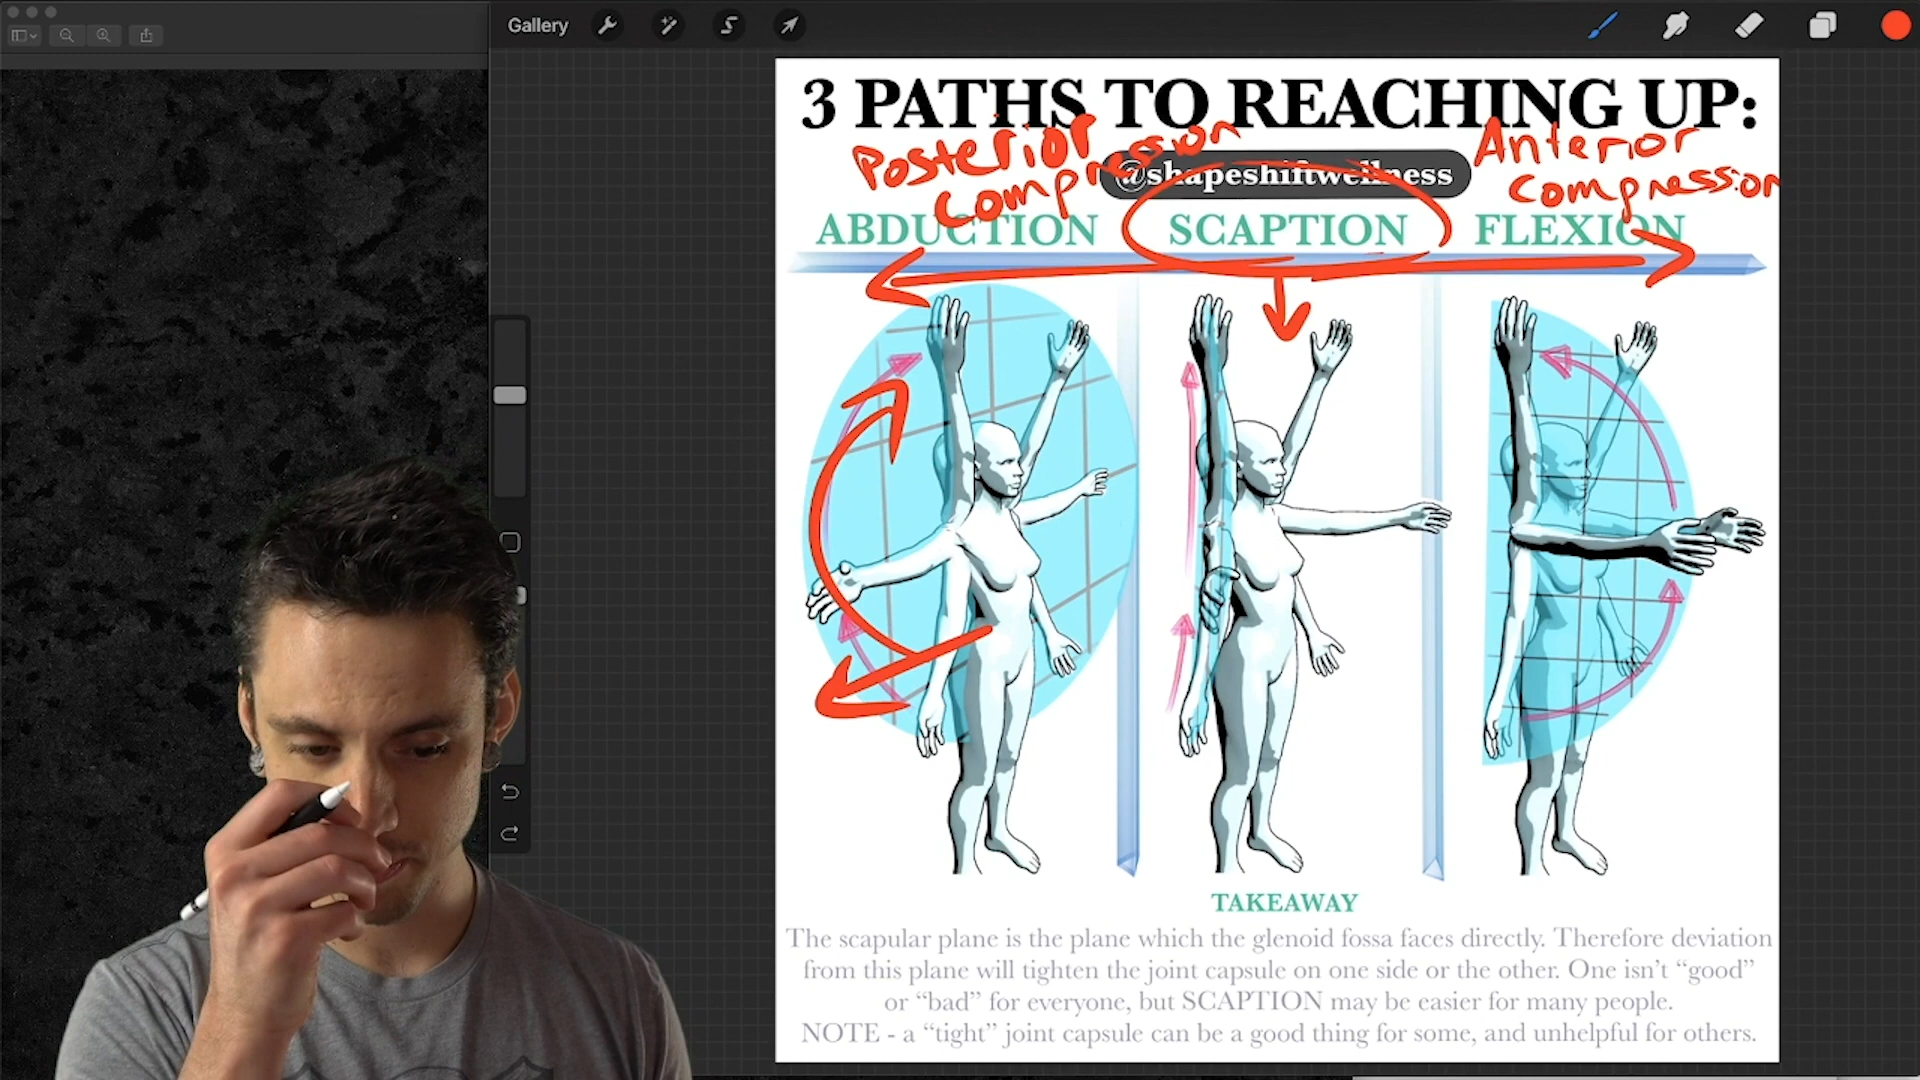 Gallery
3 PATHS TO REACHING UP:
Posterior
compression
Anterior
compression
@shapeshiftwellness
ABDUCTION
SCAPTION
FLEXION
TAKEAWAY
The scapular plane is the plane which the glenoid fossa faces directly. Therefore deviation
from this plane will tighten the joint capsule on one side or the other. One isn't “good”
or “bad” for everyone, but SCAPTION may be easier for many people.
NOTE - a “tight” joint capsule can be a good thing for some, and unhelpful for others.